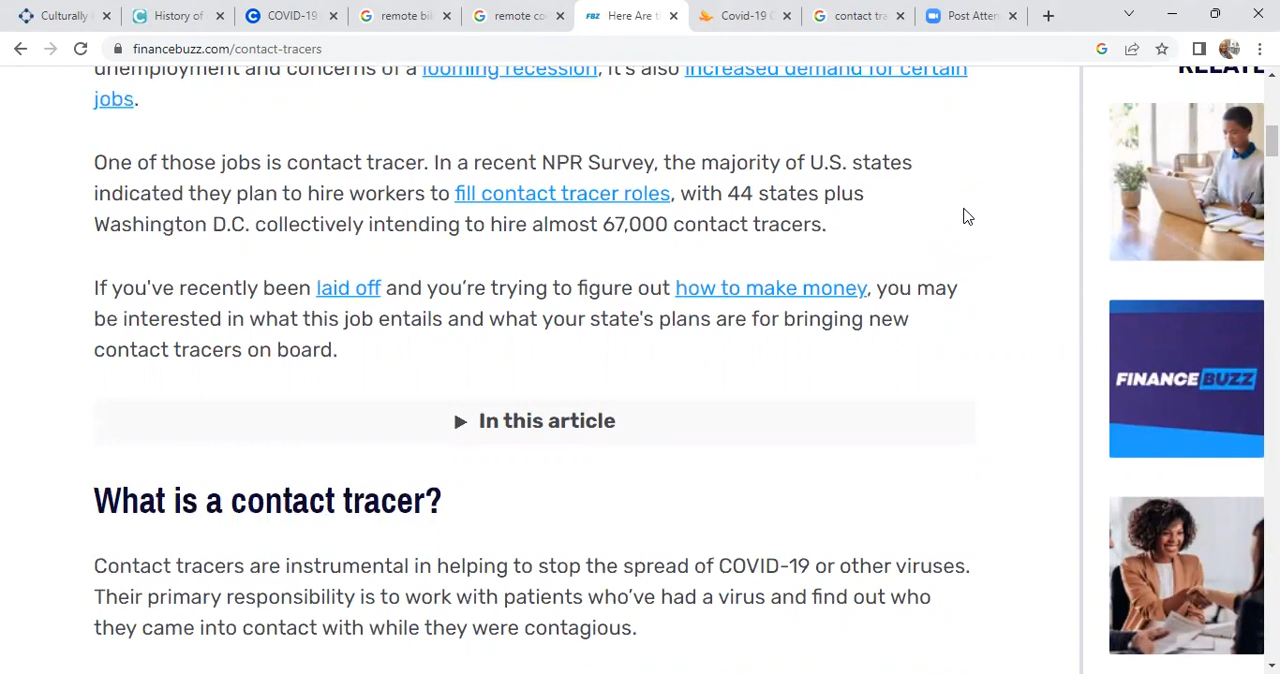 Culturally
History of
COVID-19
remote bil
remote co
FBZ Here Are t
Covid-19 C
contact tra
Post Atten
financebuzz.com/contact-tracers
unemployment and concerns of a looming recession, it's also increased demand for certain
jobs.
RELATE
One of those jobs is contact tracer. In a recent NPR Survey, the majority of U.S. states
indicated they plan to hire workers to fill contact tracer roles, with 44 states plus
Washington D.C. collectively intending to hire almost 67,000 contact tracers.
If you've recently been laid off and you’re trying to figure out how to make money, you may
be interested in what this job entails and what your state's plans are for bringing new
contact tracers on board.
FINANCEBUZZ
In this article
What is a contact tracer?
Contact tracers are instrumental in helping to stop the spread of COVID-19 or other viruses.
Their primary responsibility is to work with patients who’ve had a virus and find out who
they came into contact with while they were contagious.